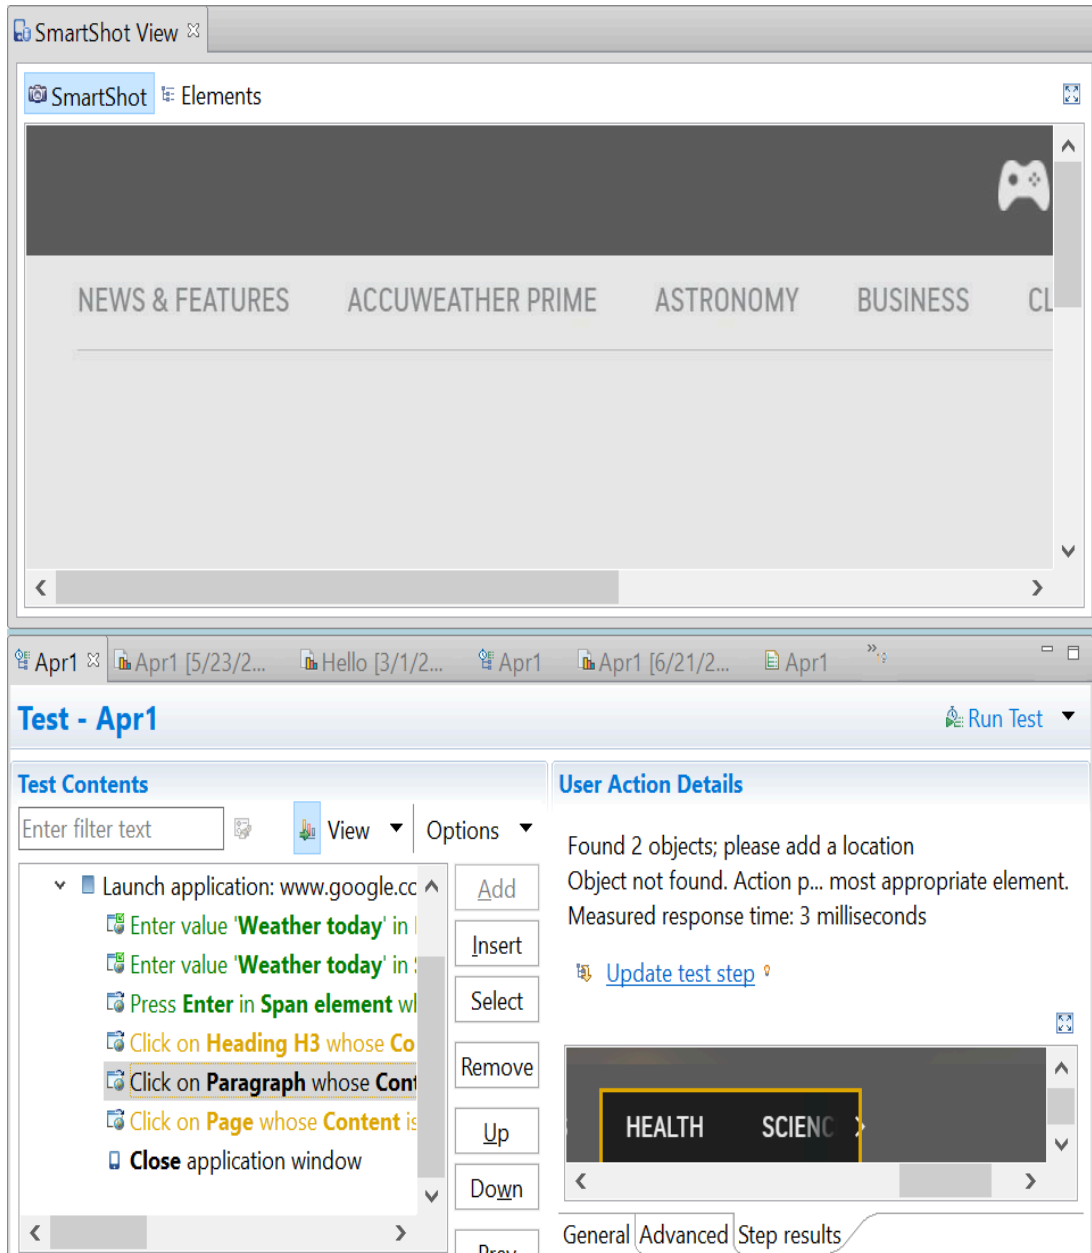 SmartShot View
SmartShot Elements
NEWS & FEATURES ACCUWEATHER PRIME ASTRONOMY BUSINESS CL
Apr1 Apr1 [5/23/2... Hello [3/1/2... Apr1 Apr1 [6/21/2... Apr1
Test - Apr1
Run Test
Test Contents
Enter filter text
View
Options
Launch application: www.google.cc
Enter value 'Weather today' in
Enter value 'Weather today' in
Press Enter in Span element wh
Click on Heading H3 whose Co
Click on Paragraph whose Cont
Click on Page whose Content is
Close application window
Add
Insert
Select
Remove
Up
Down
Prev
User Action Details
Found 2 objects; please add a location
Object not found. Action p... most appropriate element.
Measured response time: 3 milliseconds
Update test step
HEALTH SCIENC
General Advanced Step results